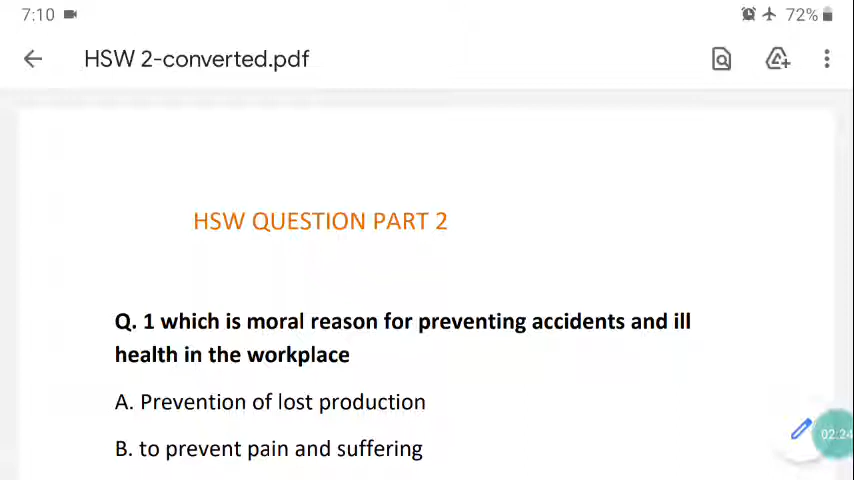 7:10 72%
HSW 2-converted.pdf
HSW QUESTION PART 2
Q. 1 which is moral reason for preventing accidents and ill
health in the workplace
A. Prevention of lost production
B. to prevent pain and suffering
02:24